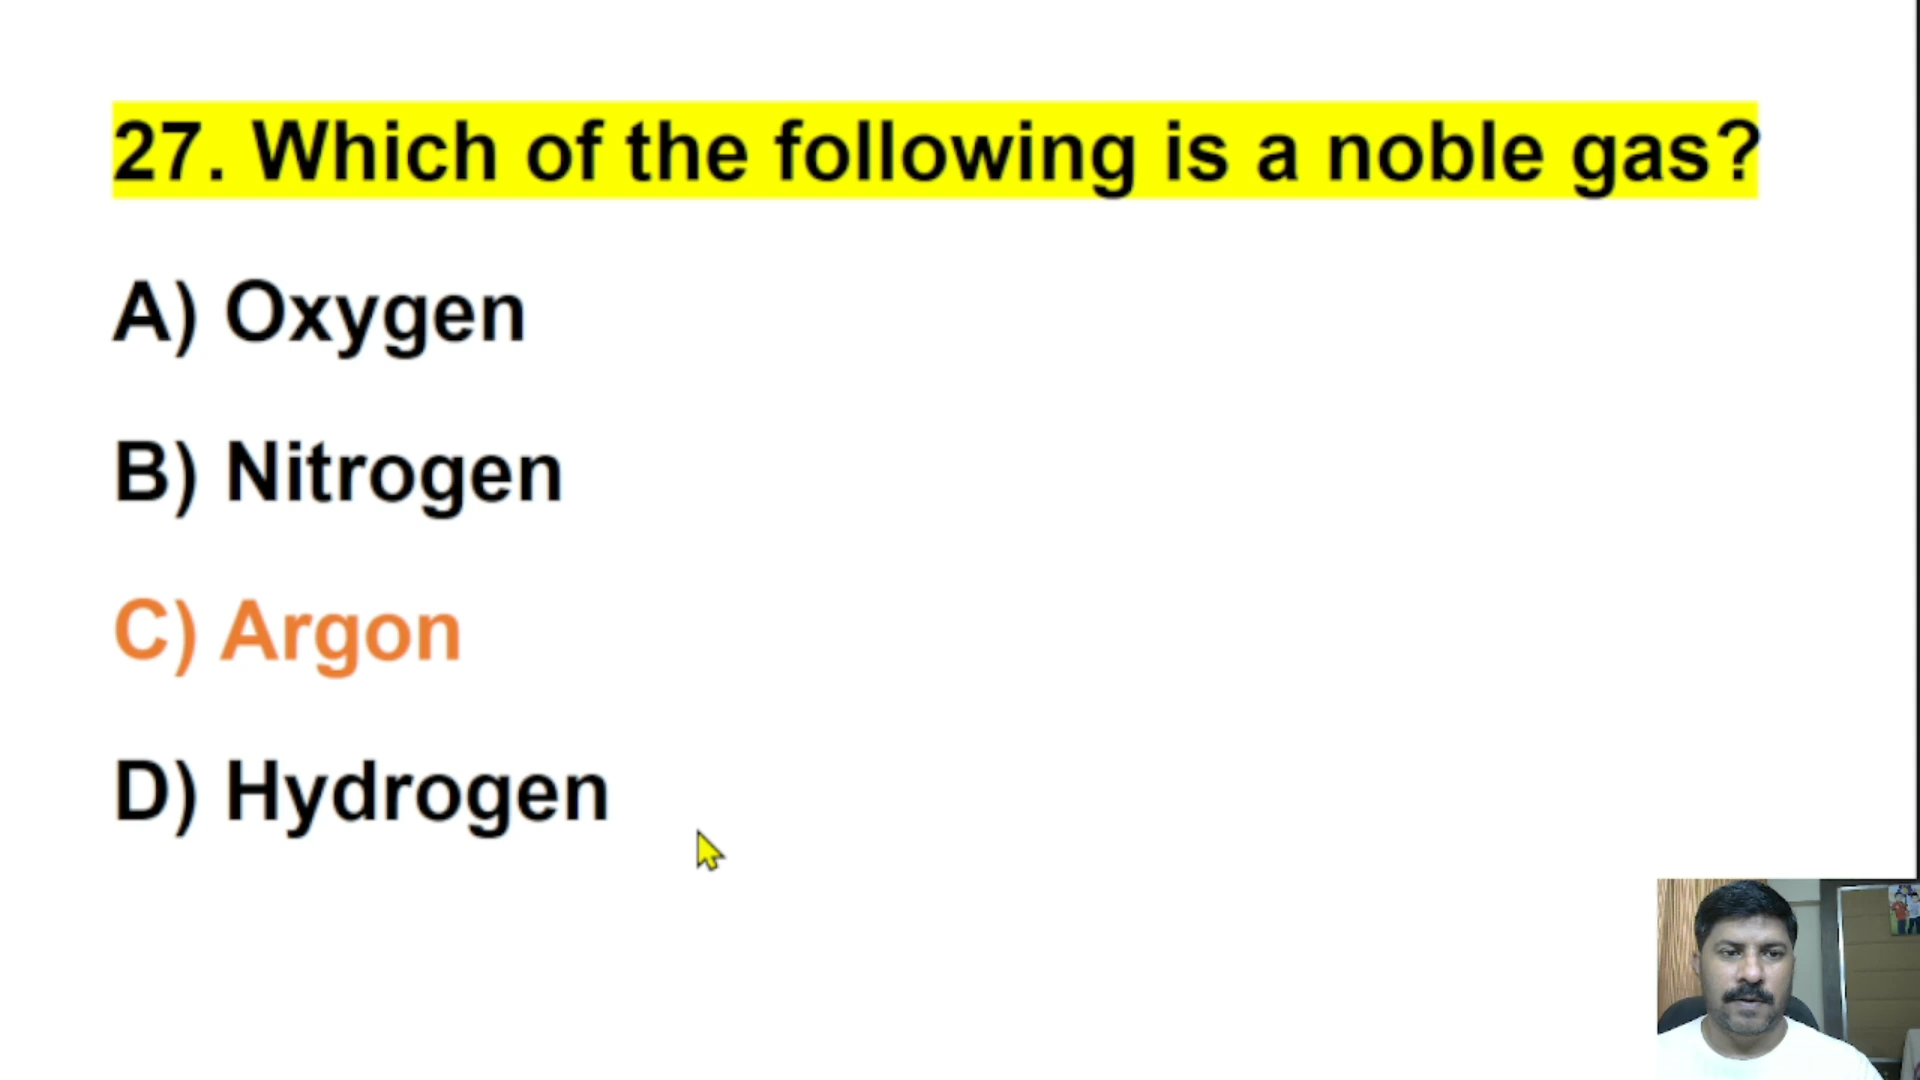 27. Which of the following is a noble gas?
A) Oxygen
B) Nitrogen
C) Argon
D) Hydrogen